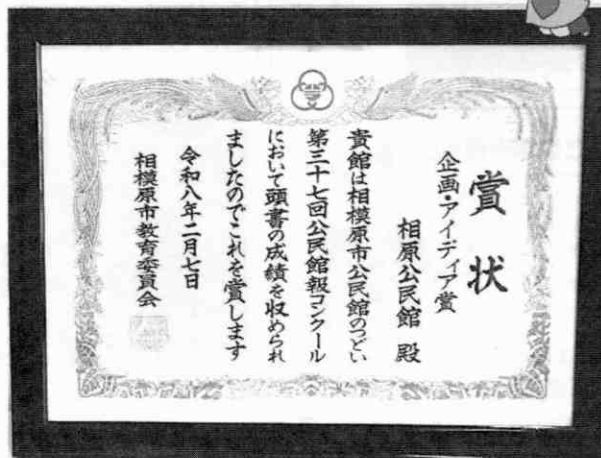 賞状
企画・アイディア賞
相原公民館 殿
貴館は相模原市公民館のつどい
第三十七回公民館報コンクール
において頭書の成績を収められ
ましたのでこれを賞します
令和八年二月七日
相模原市教育委員会